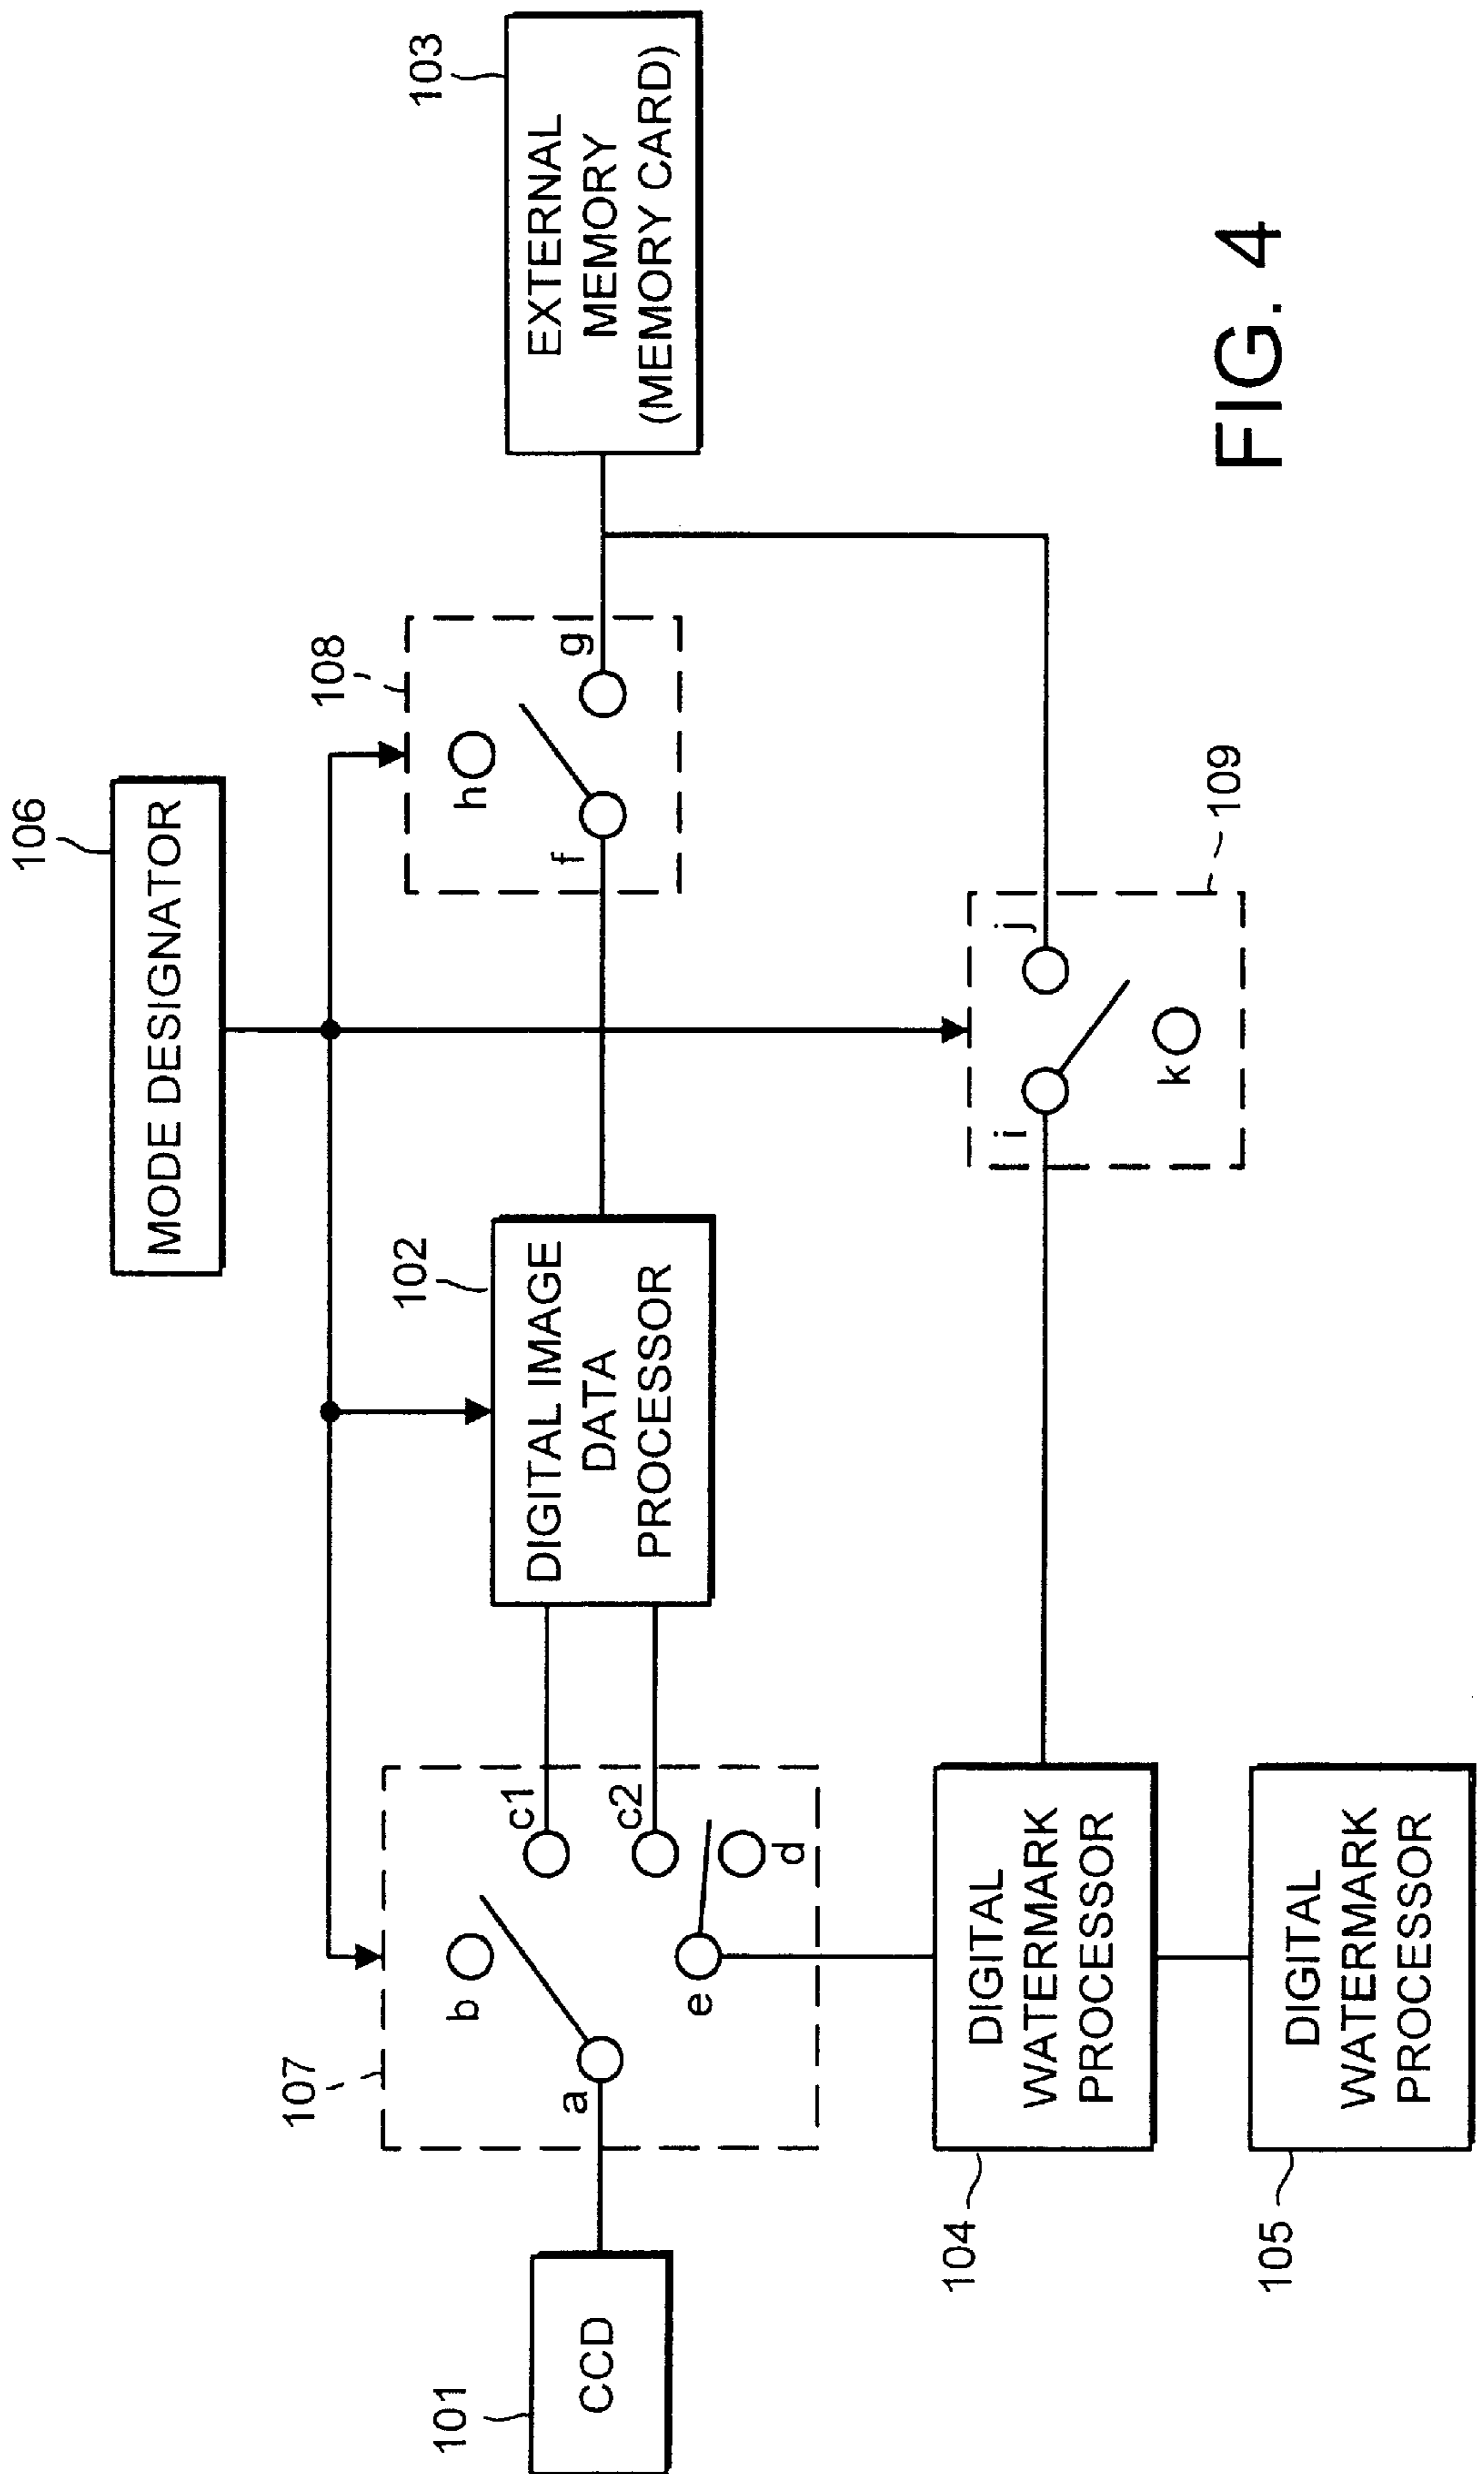 106
MODE DESIGNATOR
103
EXTERNAL
MEMORY
(MEMORY CARD)
108
h
f
g
102
DIGITAL IMAGE
DATA
PROCESSOR
107
b
c1
c2
a
e
d
101
CCD
109
i
j
k
104
DIGITAL
WATERMARK
PROCESSOR
105
DIGITAL
WATERMARK
PROCESSOR
FIG. 4